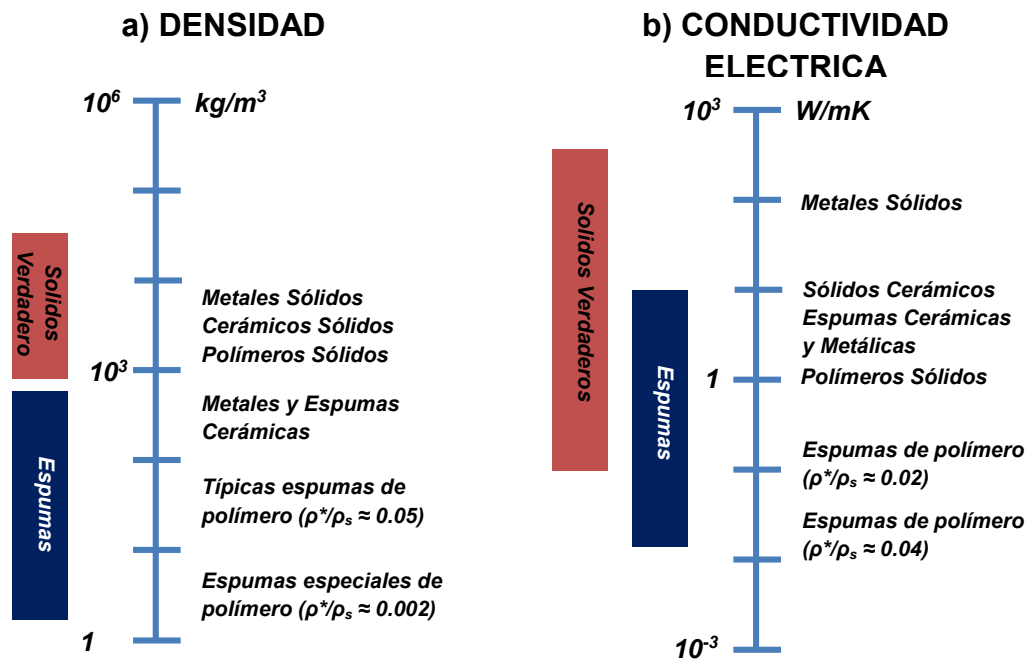 a) DENSIDAD
10⁶
kg/m³
Solidos
Verdadero
Metales Sólidos
Cerámicos Sólidos
Polímeros Sólidos
10³
Metales y Espumas
Cerámicas
Espumas
Típicas espumas de
polímero (ρ*/ρₛ ≈ 0.05)
Espumas especiales de
polímero (ρ*/ρₛ ≈ 0.002)
1
b) CONDUCTIVIDAD
ELECTRICA
10³
W/mK
Solidos Verdaderos
Metales Sólidos
Sólidos Cerámicos
Espumas Cerámicas
y Metálicas
1
Polímeros Sólidos
Espumas
Espumas de polímero
(ρ*/ρₛ ≈ 0.02)
Espumas de polímero
(ρ*/ρₛ ≈ 0.04)
10⁻³